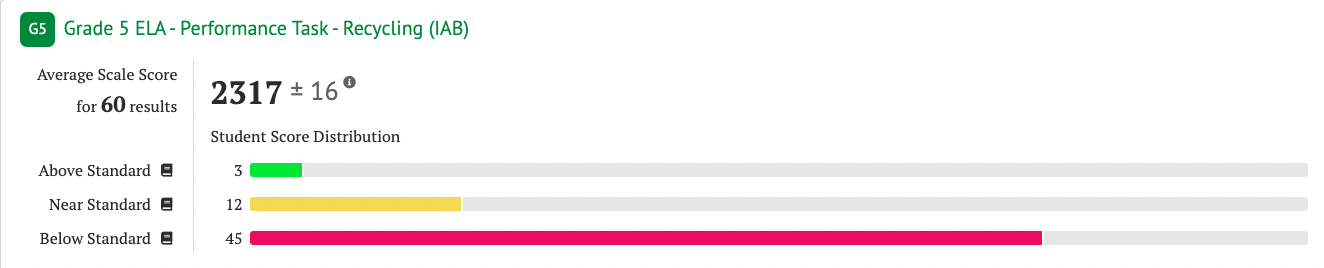 G5 Grade 5 ELA - Performance Task - Recycling (IAB)
Average Scale Score
for 60 results
2317 ± 16
Student Score Distribution
Above Standard 3
Near Standard 12
Below Standard 45